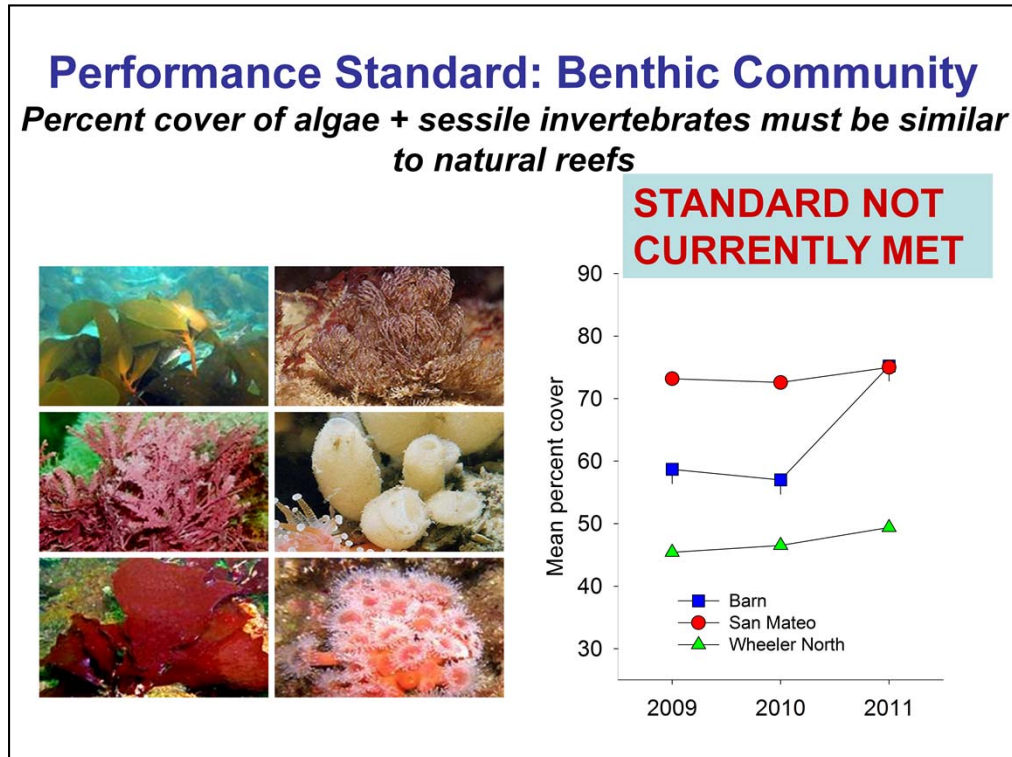 Performance Standard: Benthic Community
Percent cover of algae + sessile invertebrates must be similar
to natural reefs
STANDARD NOT
CURRENTLY MET
90
80
70
60
50
40
30
Mean percent cover
Barn
San Mateo
Wheeler North
2009 2010 2011